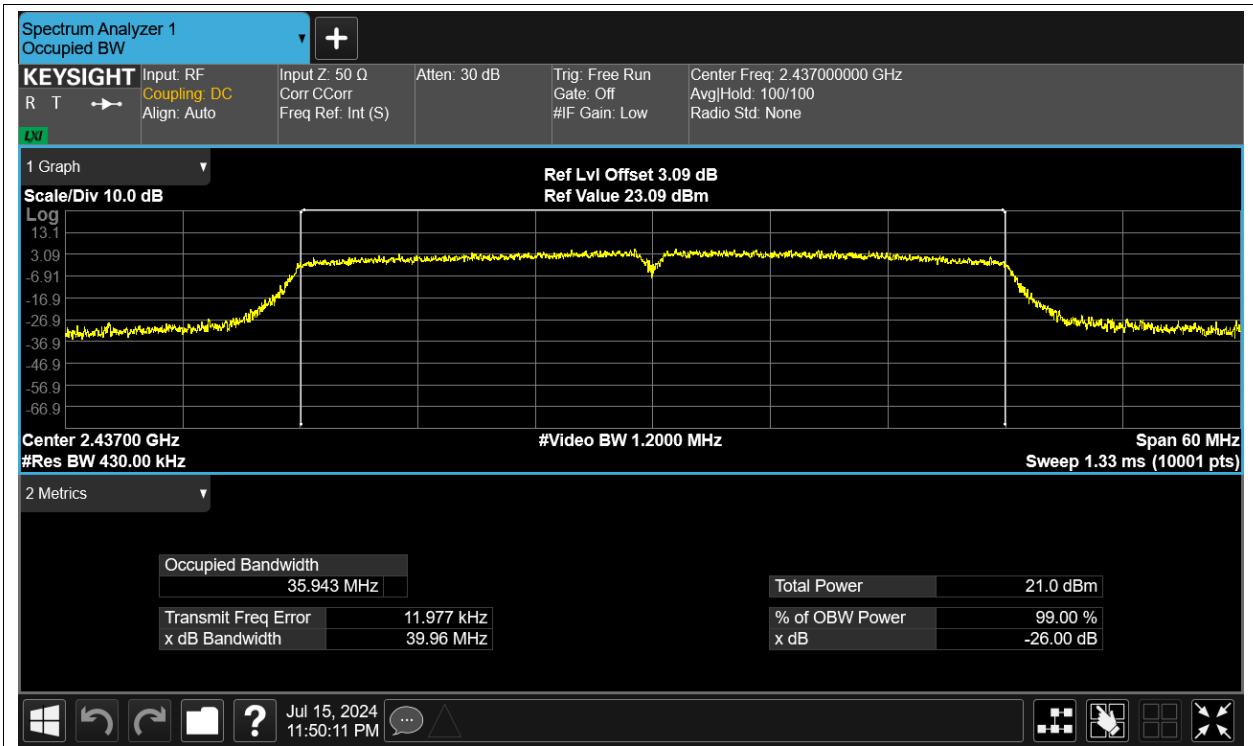 Spectrum Analyzer 1
Occupied BW
KEYSIGHT
R T
LXI
Input: RF
Coupling: DC
Align: Auto
Input Z: 50 Ω
Corr CCorr
Freq Ref: Int (S)
Atten: 30 dB
Trig: Free Run
Gate: Off
#IF Gain: Low
Center Freq: 2.437000000 GHz
Avg|Hold: 100/100
Radio Std: None
1 Graph
Scale/Div 10.0 dB
Ref Lvl Offset 3.09 dB
Ref Value 23.09 dBm
Log
13.1
3.09
-6.91
-16.9
-26.9
-36.9
-46.9
-56.9
-66.9
Center 2.43700 GHz
#Video BW 1.2000 MHz
Span 60 MHz
#Res BW 430.00 kHz
Sweep 1.33 ms (10001 pts)
2 Metrics
Occupied Bandwidth
35.943 MHz
Total Power 21.0 dBm
Transmit Freq Error 11.977 kHz
% of OBW Power 99.00 %
x dB Bandwidth 39.96 MHz
x dB -26.00 dB
?
Jul 15, 2024
11:50:11 PM